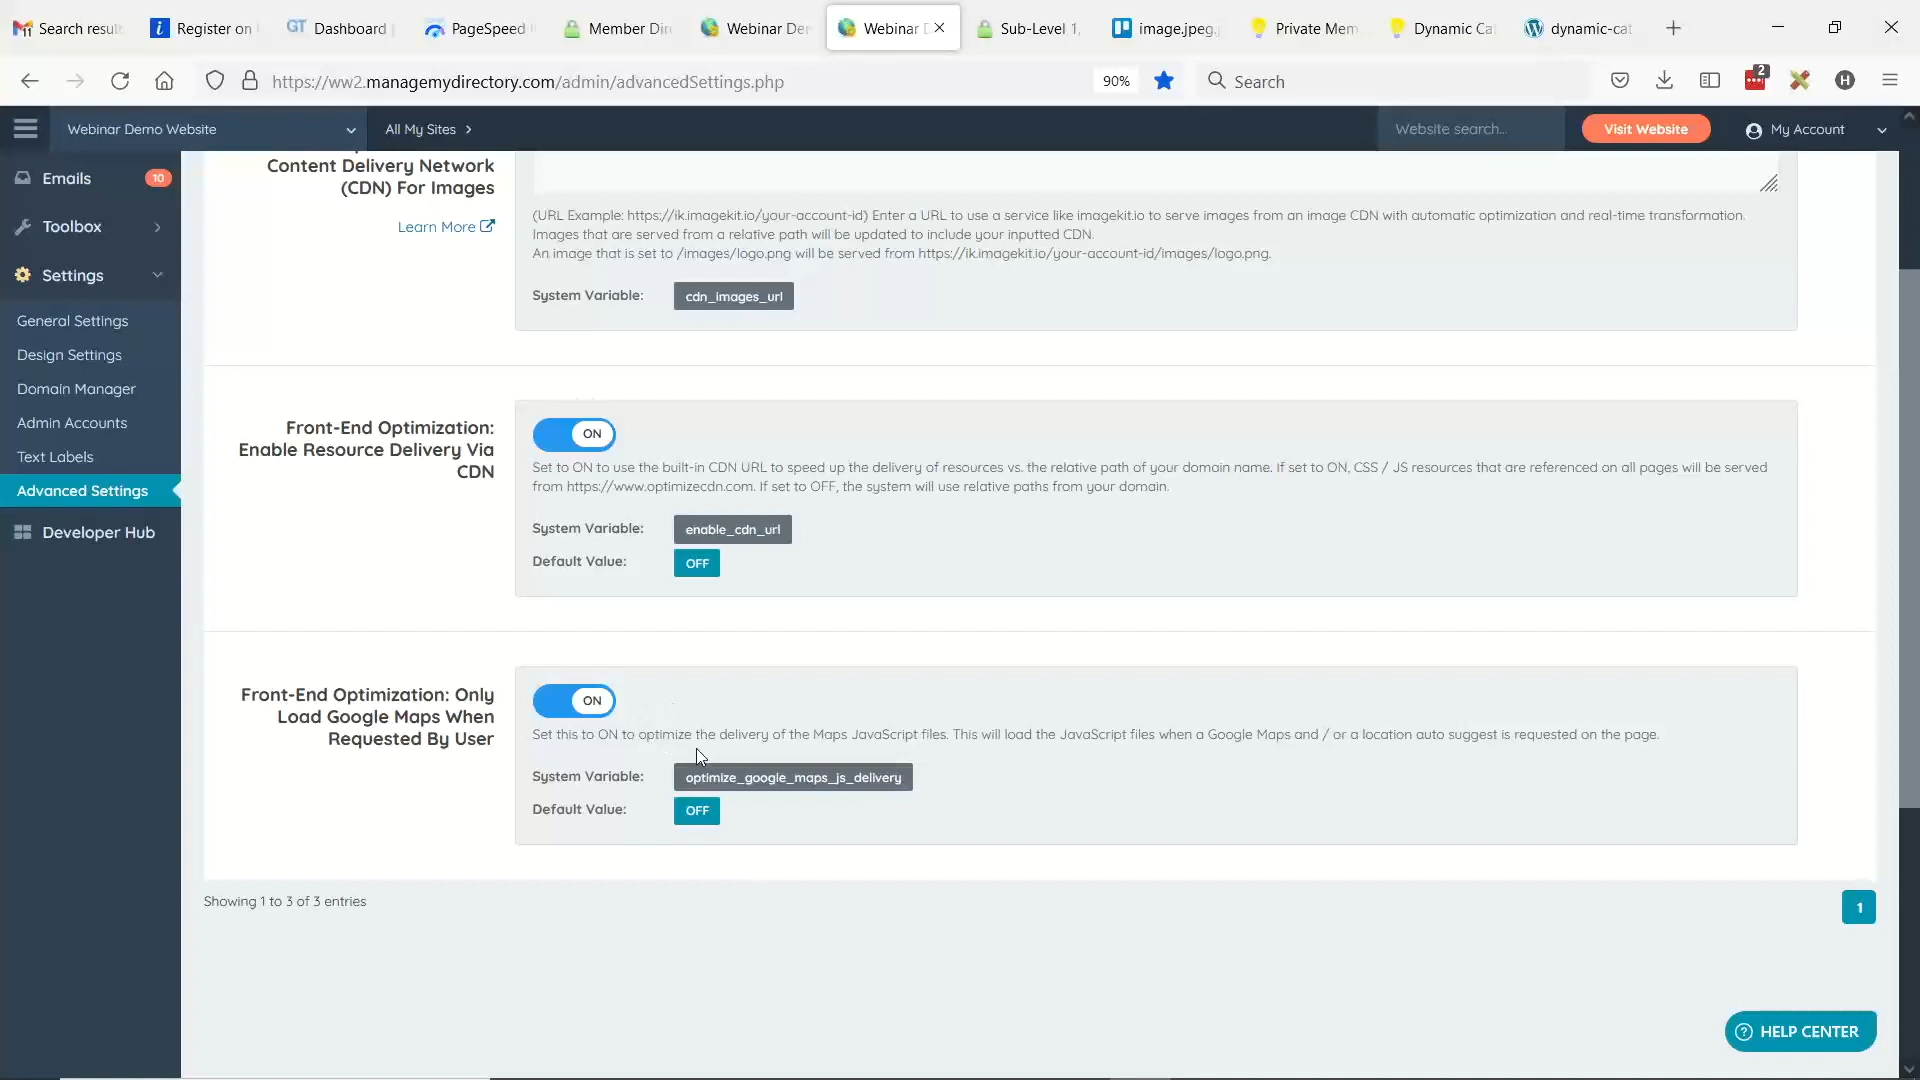 Search resul
Register on
GT Dashboard
PageSpeed
Member Dir
Webinar De
Webinar D
Sub-Level 1,
image.jpeg
Private Mem
Dynamic Ca
dynamic-cat
https://ww2.managemydirectory.com/admin/advancedSettings.php
90%
Search
2
H
Webinar Demo Website
All My Sites
Website search...
Visit Website
My Account
Emails
10
Toolbox
Settings
General Settings
Design Settings
Domain Manager
Admin Accounts
Text Labels
Advanced Settings
Developer Hub
Content Delivery Network
(CDN) For Images
Learn More
(URL Example: https://ik.imagekit.io/your-account-id) Enter a URL to use a service like imagekit.io to serve images from an image CDN with automatic optimization and real-time transformation.
Images that are served from a relative path will be updated to include your inputted CDN.
An image that is set to /images/logo.png will be served from https://ik.imagekit.io/your-account-id/images/logo.png.
System Variable: cdn_images_url
Front-End Optimization:
Enable Resource Delivery Via
CDN
ON
Set to ON to use the built-in CDN URL to speed up the delivery of resources vs. the relative path of your domain name. If set to ON, CSS / JS resources that are referenced on all pages will be served
from https://www.optimizecdn.com. If set to OFF, the system will use relative paths from your domain.
System Variable: enable_cdn_url
Default Value: OFF
Front-End Optimization: Only
Load Google Maps When
Requested By User
ON
Set this to ON to optimize the delivery of the Maps JavaScript files. This will load the JavaScript files when a Google Maps and / or a location auto suggest is requested on the page.
System Variable: optimize_google_maps_js_delivery
Default Value: OFF
Showing 1 to 3 of 3 entries
1
HELP CENTER